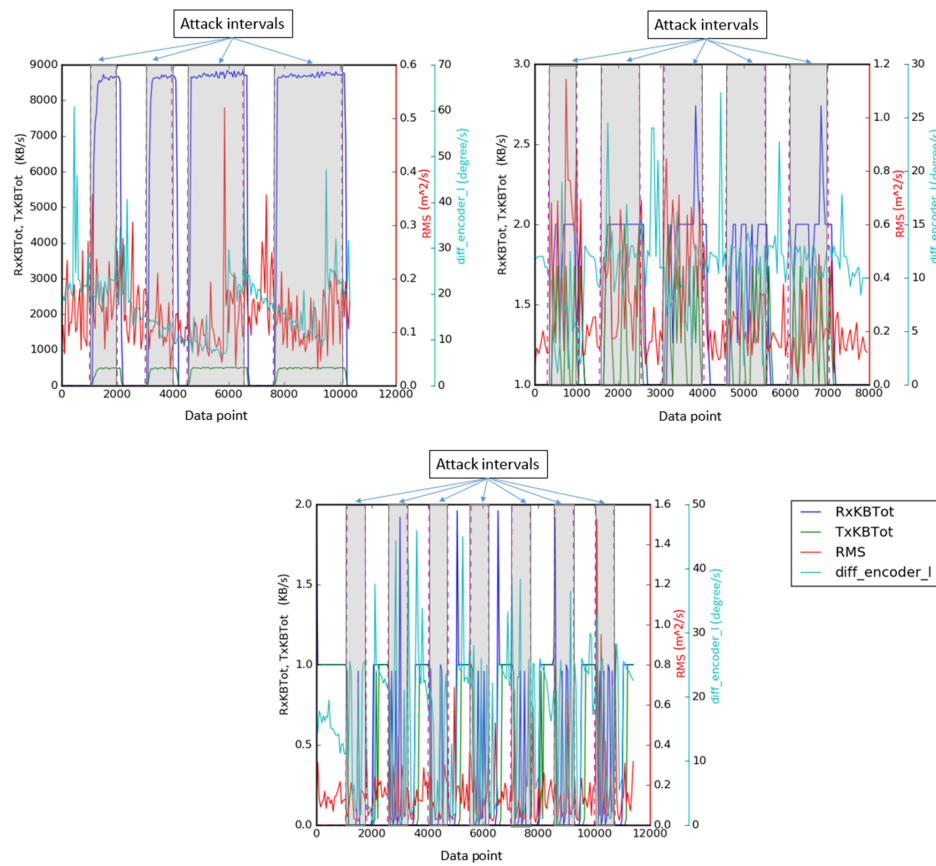 Attack intervals
9000
8000
7000
6000
5000
4000
3000
2000
1000
0
RxKBTot, TxKBTot (KB/s)
0 2000 4000 6000 8000 10000 12000
Data point
0.6
0.5
0.4
0.3
0.2
0.1
0.0
RMS (m^2/s)
70
60
50
40
30
20
10
0
diff_encoder_l (degree/s)
Attack intervals
3.0
2.5
2.0
1.5
1.0
RxKBTot, TxKBTot (KB/s)
0 1000 2000 3000 4000 5000 6000 7000 8000
Data point
1.2
1.0
0.8
0.6
0.4
0.2
0.0
RMS (m^2/s)
30
25
20
15
10
5
0
diff_encoder_l (degree/s)
Attack intervals
2.0
1.5
1.0
0.5
0.0
RxKBTot, TxKBTot (KB/s)
0 2000 4000 6000 8000 10000 12000
Data point
1.6
1.4
1.2
1.0
0.8
0.6
0.4
0.2
0.0
RMS (m^2/s)
50
40
30
20
10
0
diff_encoder_l (degree/s)
RxKBTot
TxKBTot
RMS
diff_encoder_l